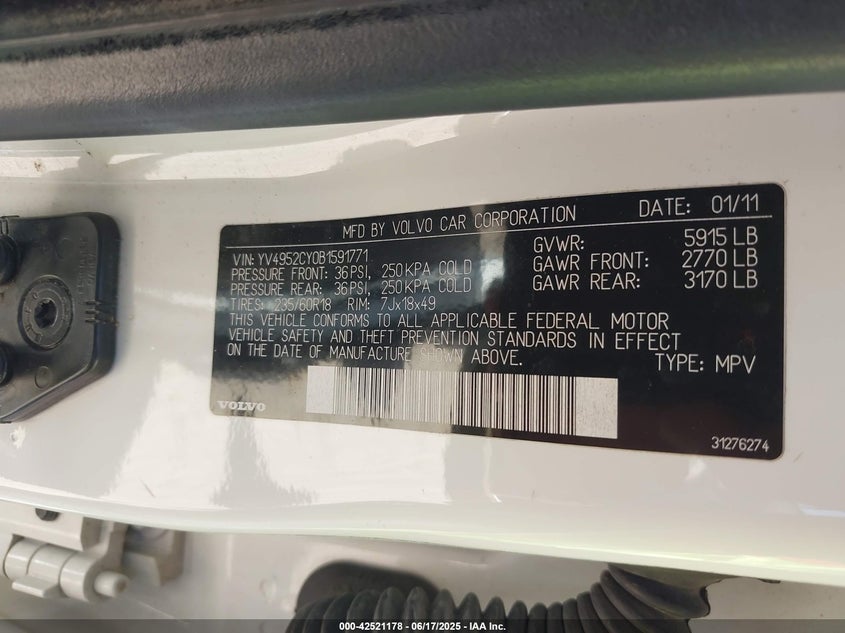 MFD BY VOLVO CAR CORPORATION DATE: 01/11
VIN: YV4952CY0B1591771
PRESSURE FRONT: 36PSI, 250KPA COLD
PRESSURE REAR: 36PSI, 250KPA COLD
TIRES: 235/60R18 RIM: 7Jx18x49
GVWR: 5915 LB
GAWR FRONT: 2770 LB
GAWR REAR: 3170 LB
THIS VEHICLE CONFORMS TO ALL APPLICABLE FEDERAL MOTOR
VEHICLE SAFETY AND THEFT PREVENTION STANDARDS IN EFFECT
ON THE DATE OF MANUFACTURE SHOWN ABOVE.
TYPE: MPV
VOLVO
31276274
000-42521178 - 06/17/2025 - IAA Inc.